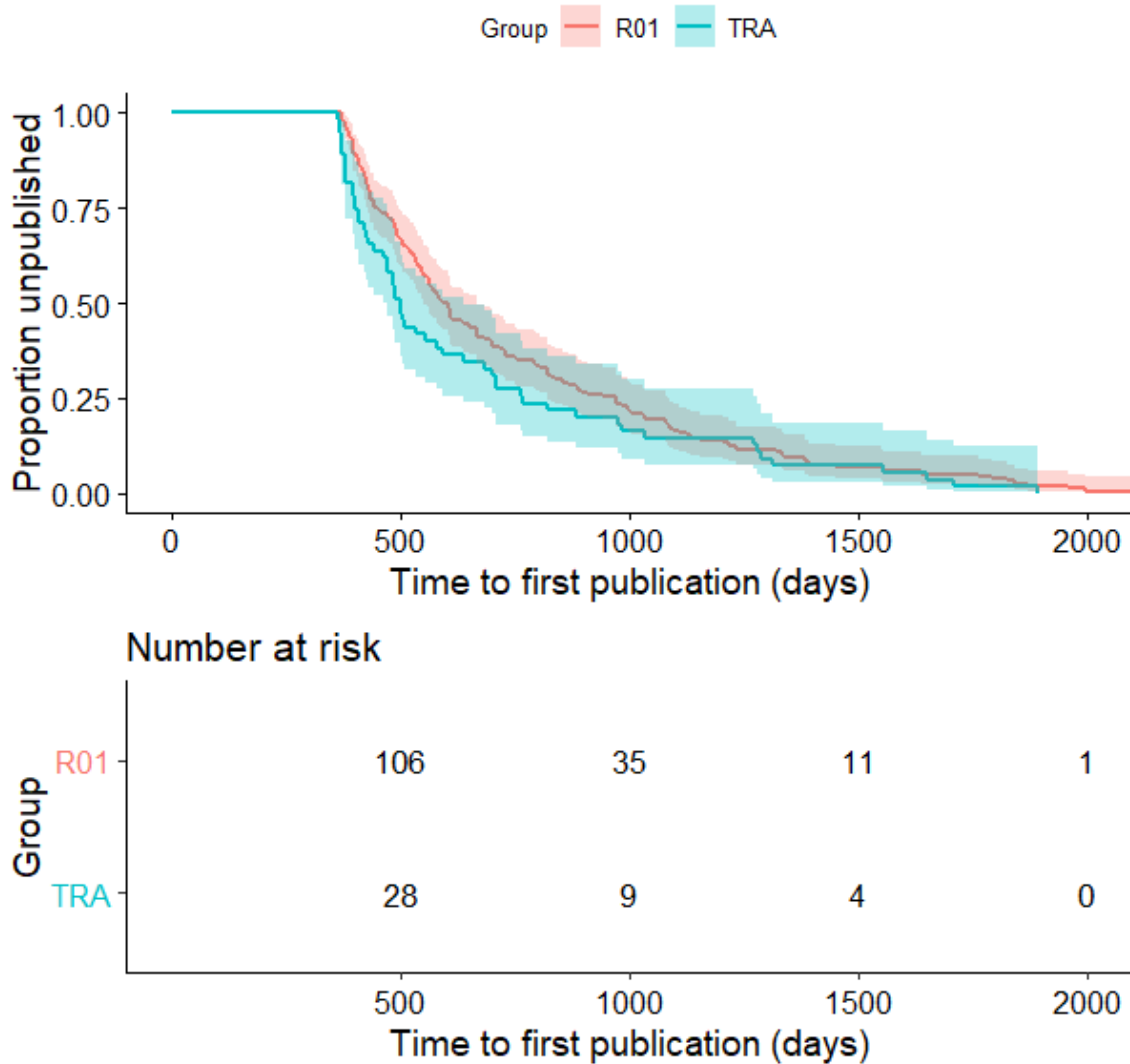 Group R01 TRA
Proportion unpublished
1.00
0.75
0.50
0.25
0.00
0 500 1000 1500 2000
Time to first publication (days)
Number at risk
Group
R01 106 35 11 1
TRA 28 9 4 0
500 1000 1500 2000
Time to first publication (days)